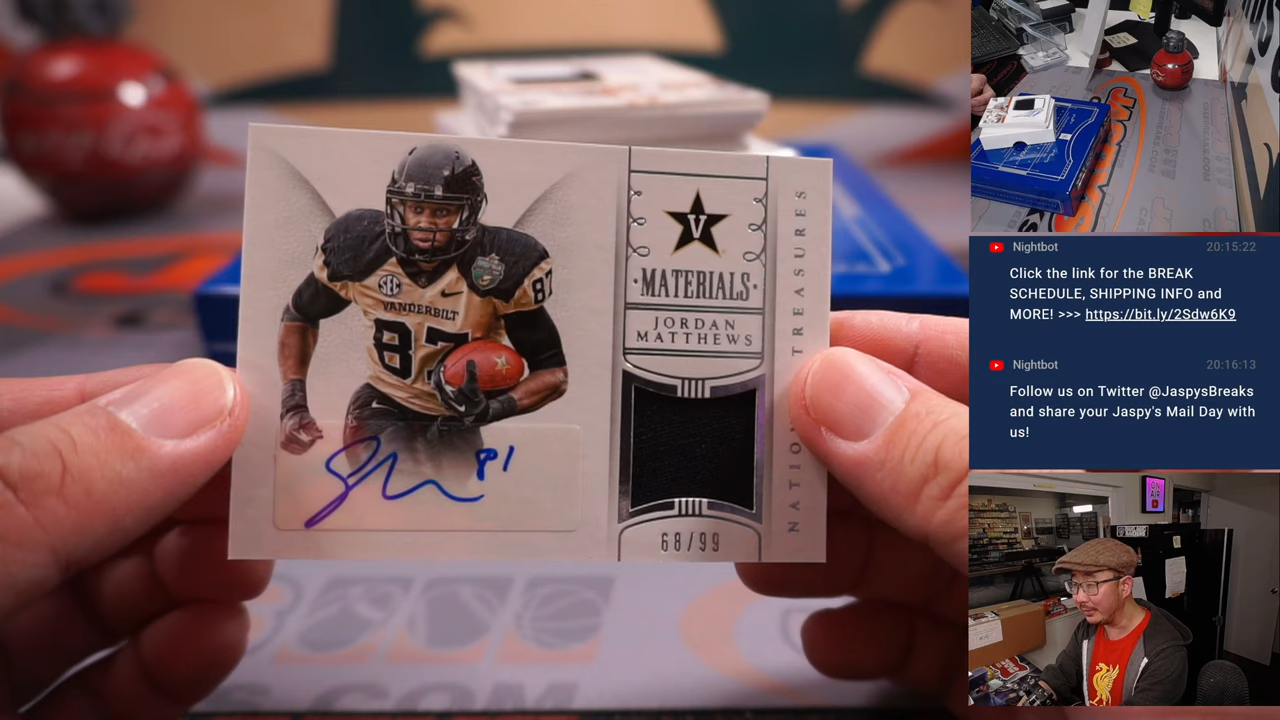 V
MATERIALS
JORDAN
MATTHEWS
NATIONAL TREASURES
68/99
SEC
VANDERBILT
87
87
81
Nightbot
20:15:22
Click the link for the BREAK
SCHEDULE, SHIPPING INFO and
MORE! >>> https://bit.ly/2Sdw6K9
Nightbot
20:16:13
Follow us on Twitter @JaspysBreaks
and share your Jaspy's Mail Day with
us!
ON
AIR